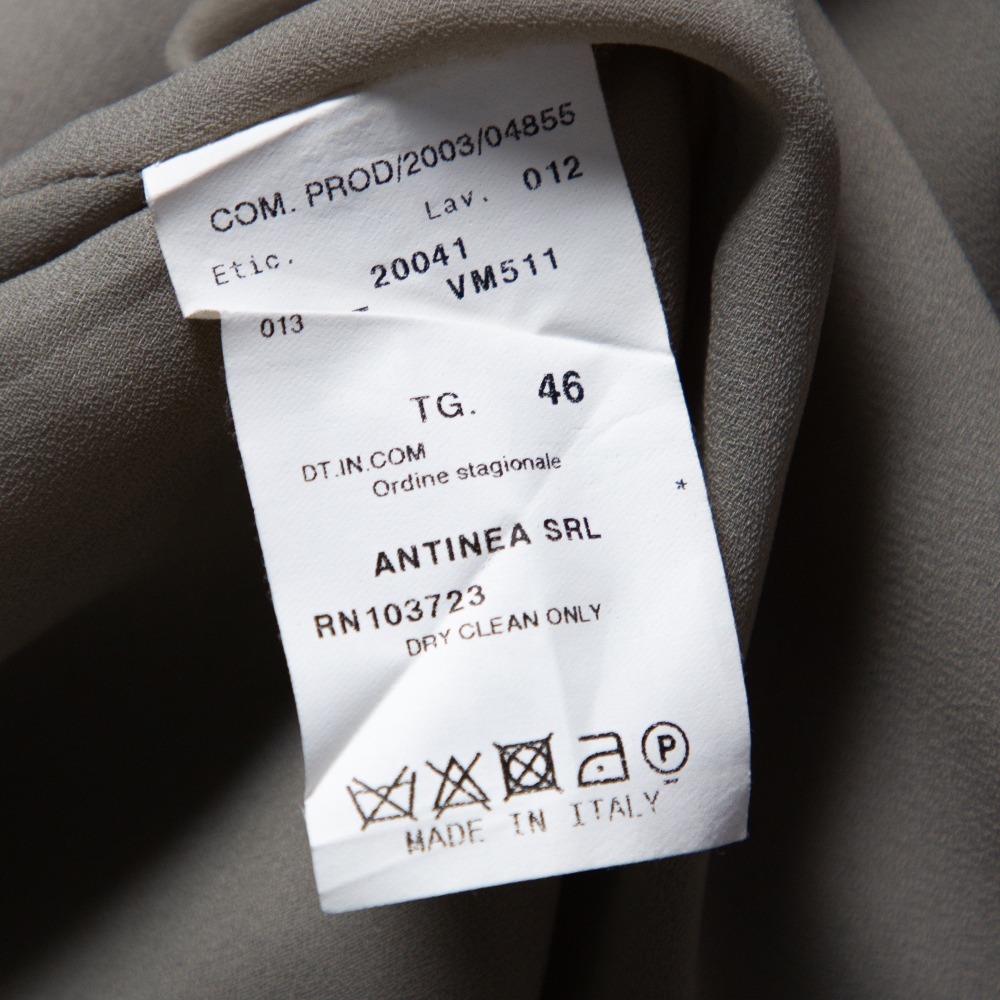 COM. PROD/2003/04855
Lav. 012
Etic. 20041
013 VM511
TG. 46
DT.IN.COM
Ordine stagionale
*
ANTINEA SRL
RN103723
DRY CLEAN ONLY
P
MADE IN ITALY